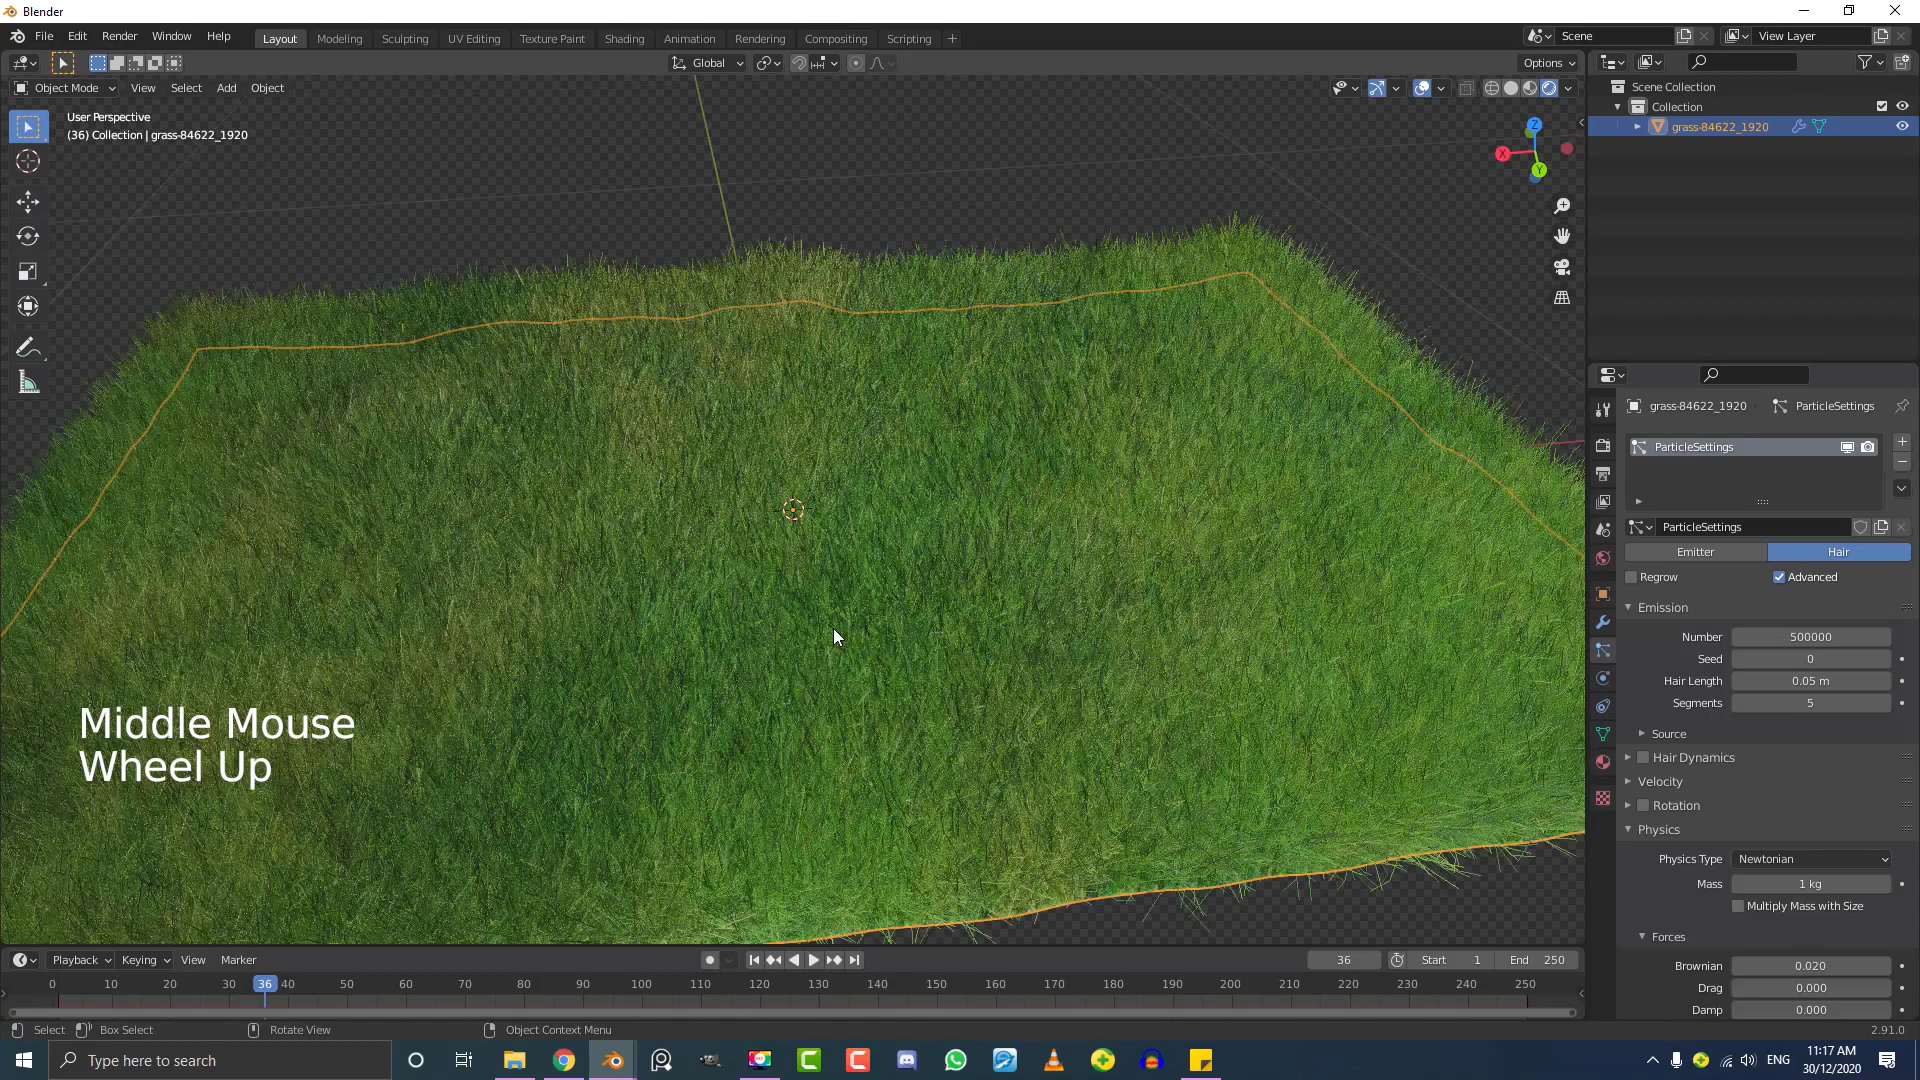 Blender
File Edit Render Window Help
Layout Modeling Sculpting UV Editing Texture Paint Shading Animation Rendering Compositing Scripting
Scene
View Layer
Global
Options
Object Mode View Select Add Object
User Perspective
(36) Collection | grass-84622_1920
Z
X
Y
Scene Collection
Collection
grass-84622_1920
grass-84622_1920 ParticleSettings
ParticleSettings
ParticleSettings
Emitter Hair
Regrow Advanced
Emission
Number 500000
Seed 0
Hair Length 0.05 m
Segments 5
Source
Hair Dynamics
Velocity
Rotation
Physics
Physics Type Newtonian
Mass 1 kg
Multiply Mass with Size
Forces
Brownian 0.020
Drag 0.000
Damp 0.000
Middle Mouse
Wheel Up
Playback Keying View Marker
36 Start 1 End 250
0 10 20 30 36 40 50 60 70 80 90 100 110 120 130 140 150 160 170 180 190 200 210 220 230 240 250
Select Box Select Rotate View Object Context Menu
2.91.0
Type here to search
ENG
11:17 AM
30/12/2020